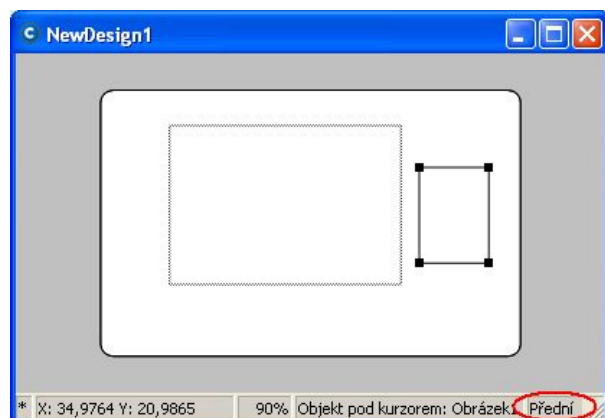 C NewDesign1
* X: 34,9764 Y: 20,9865 90% Objekt pod kurzorem: Obrázek1 Přední